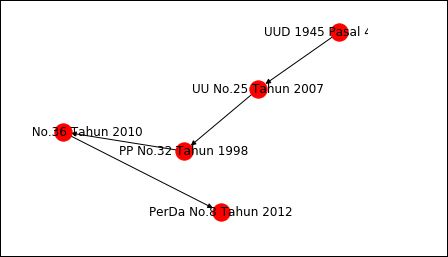 UUD 1945 Pasal 4
UU No.25 Tahun 2007
No.36 Tahun 2010
PP No.32 Tahun 1998
PerDa No.8 Tahun 2012